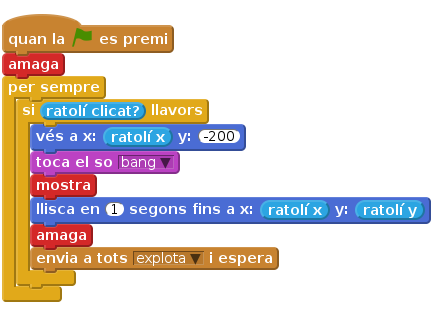 quan la es premi
amaga
per sempre
si ratolí clicat? llavors
vés a x: ratolí x y: -200
toca el so bang
mostra
llisca en 1 segons fins a x: ratolí x y: ratolí y
amaga
envia a tots explota i espera